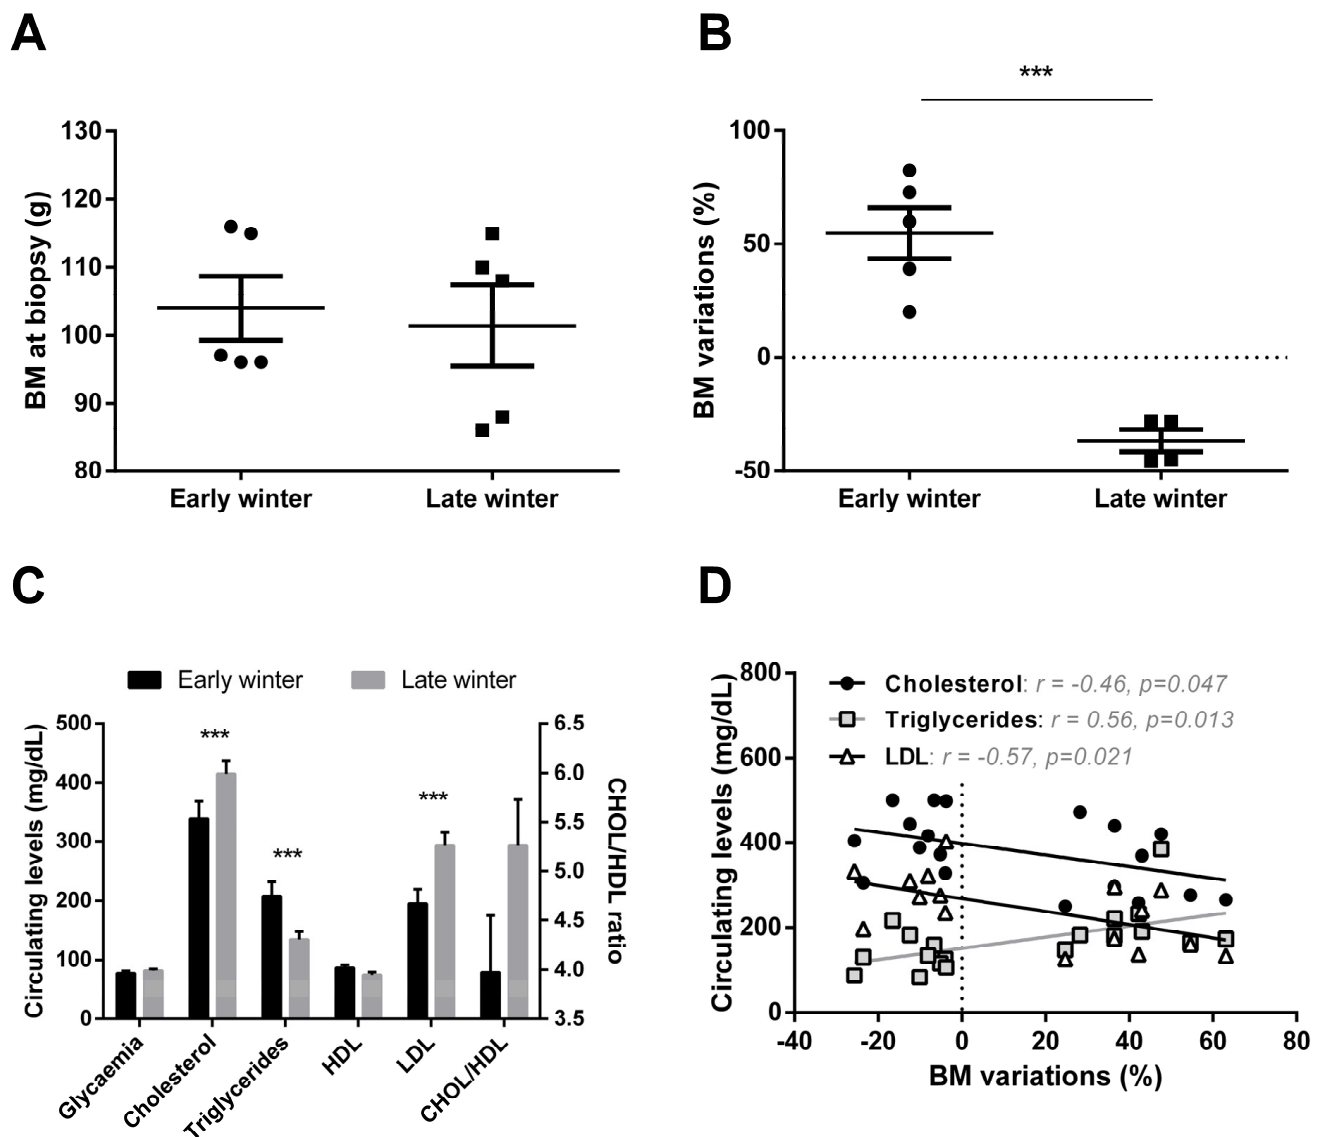 A
BM at biopsy (g)
130
120
110
100
90
80
Early winter
Late winter
B
***
BM variations (%)
100
50
0
-50
Early winter
Late winter
C
Early winter
Late winter
Circulating levels (mg/dL)
500
400
300
200
100
0
***
***
***
6.5
6.0
5.5
5.0
4.5
4.0
3.5
CHOL/HDL ratio
Glycaemia
Cholesterol
Triglycerides
HDL
LDL
CHOL/HDL
D
Circulating levels (mg/dL)
800
600
400
200
0
Cholesterol: r = -0.46, p=0.047
Triglycerides: r = 0.56, p=0.013
LDL: r = -0.57, p=0.021
-40
-20
0
20
40
60
80
BM variations (%)